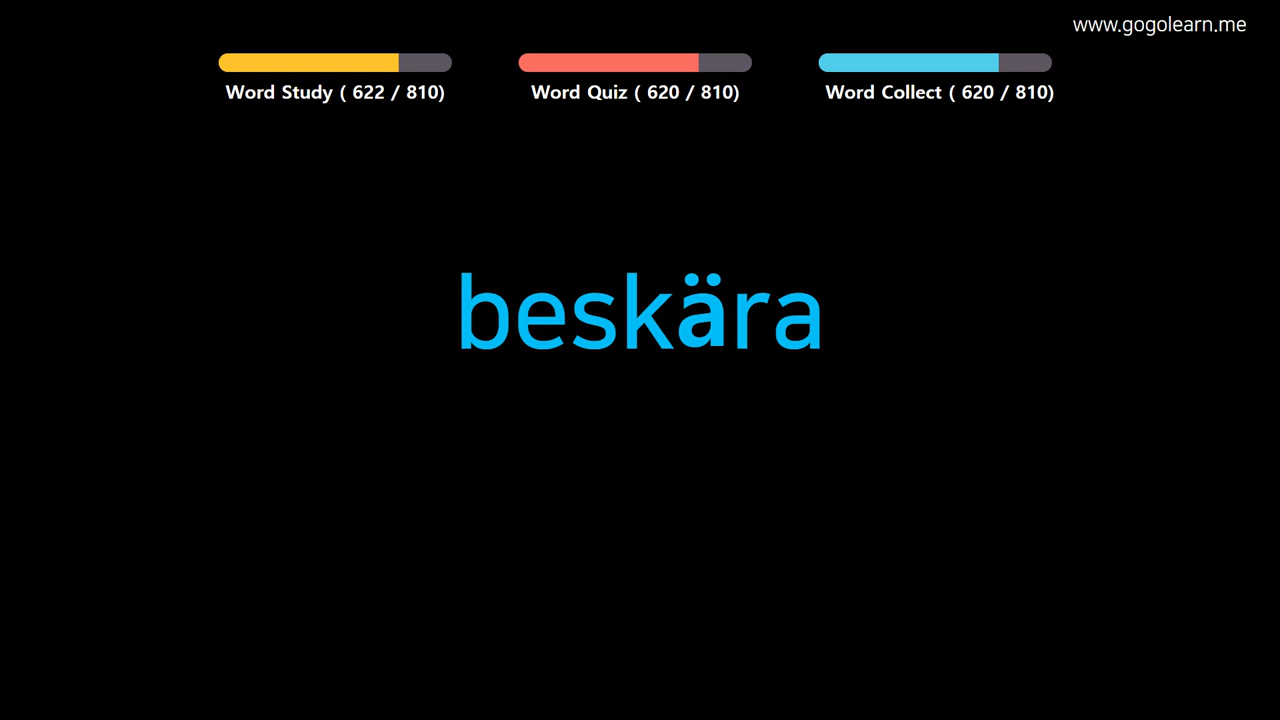 www.gogolearn.me
Word Study ( 622 / 810)
Word Quiz ( 620 / 810)
Word Collect ( 620 / 810)
beskära